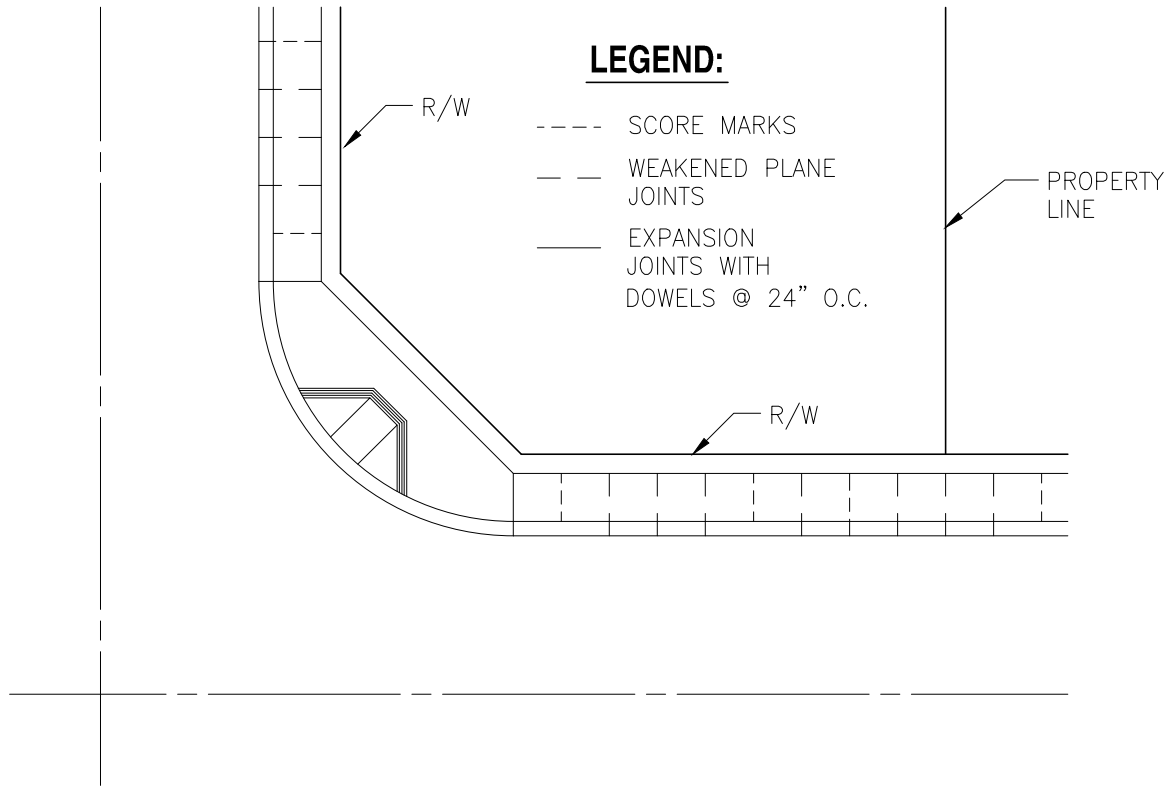 LEGEND:
R/W
SCORE MARKS
WEAKENED PLANE
JOINTS
PROPERTY
LINE
EXPANSION
JOINTS WITH
DOWELS @ 24” O.C.
R/W